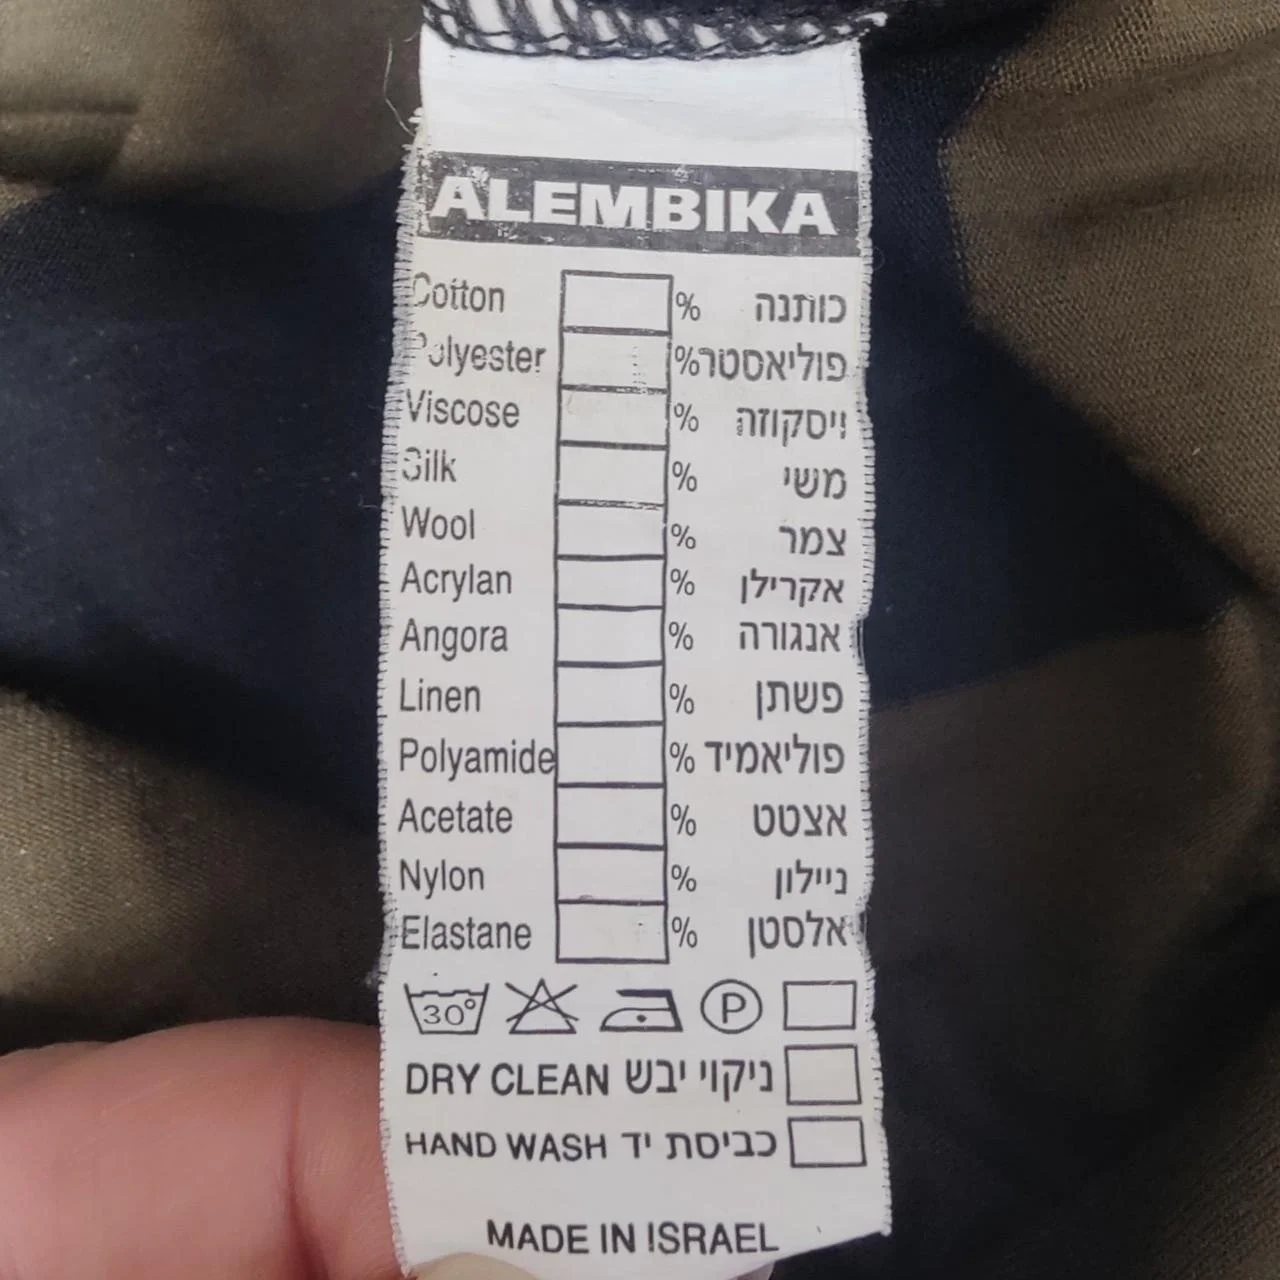 ALEMBIKA
Cotton % כותנה
Polyester % פוליאסטר
Viscose % ויסקוזה
Silk % משי
Wool % צמר
Acrylan % אקרילן
Angora % אנגורה
Linen % פשתן
Polyamide % פוליאמיד
Acetate % אצטט
Nylon % ניילון
Elastane % אלסטן
30° P
DRY CLEAN ניקוי יבש
HAND WASH כביסת יד
MADE IN ISRAEL